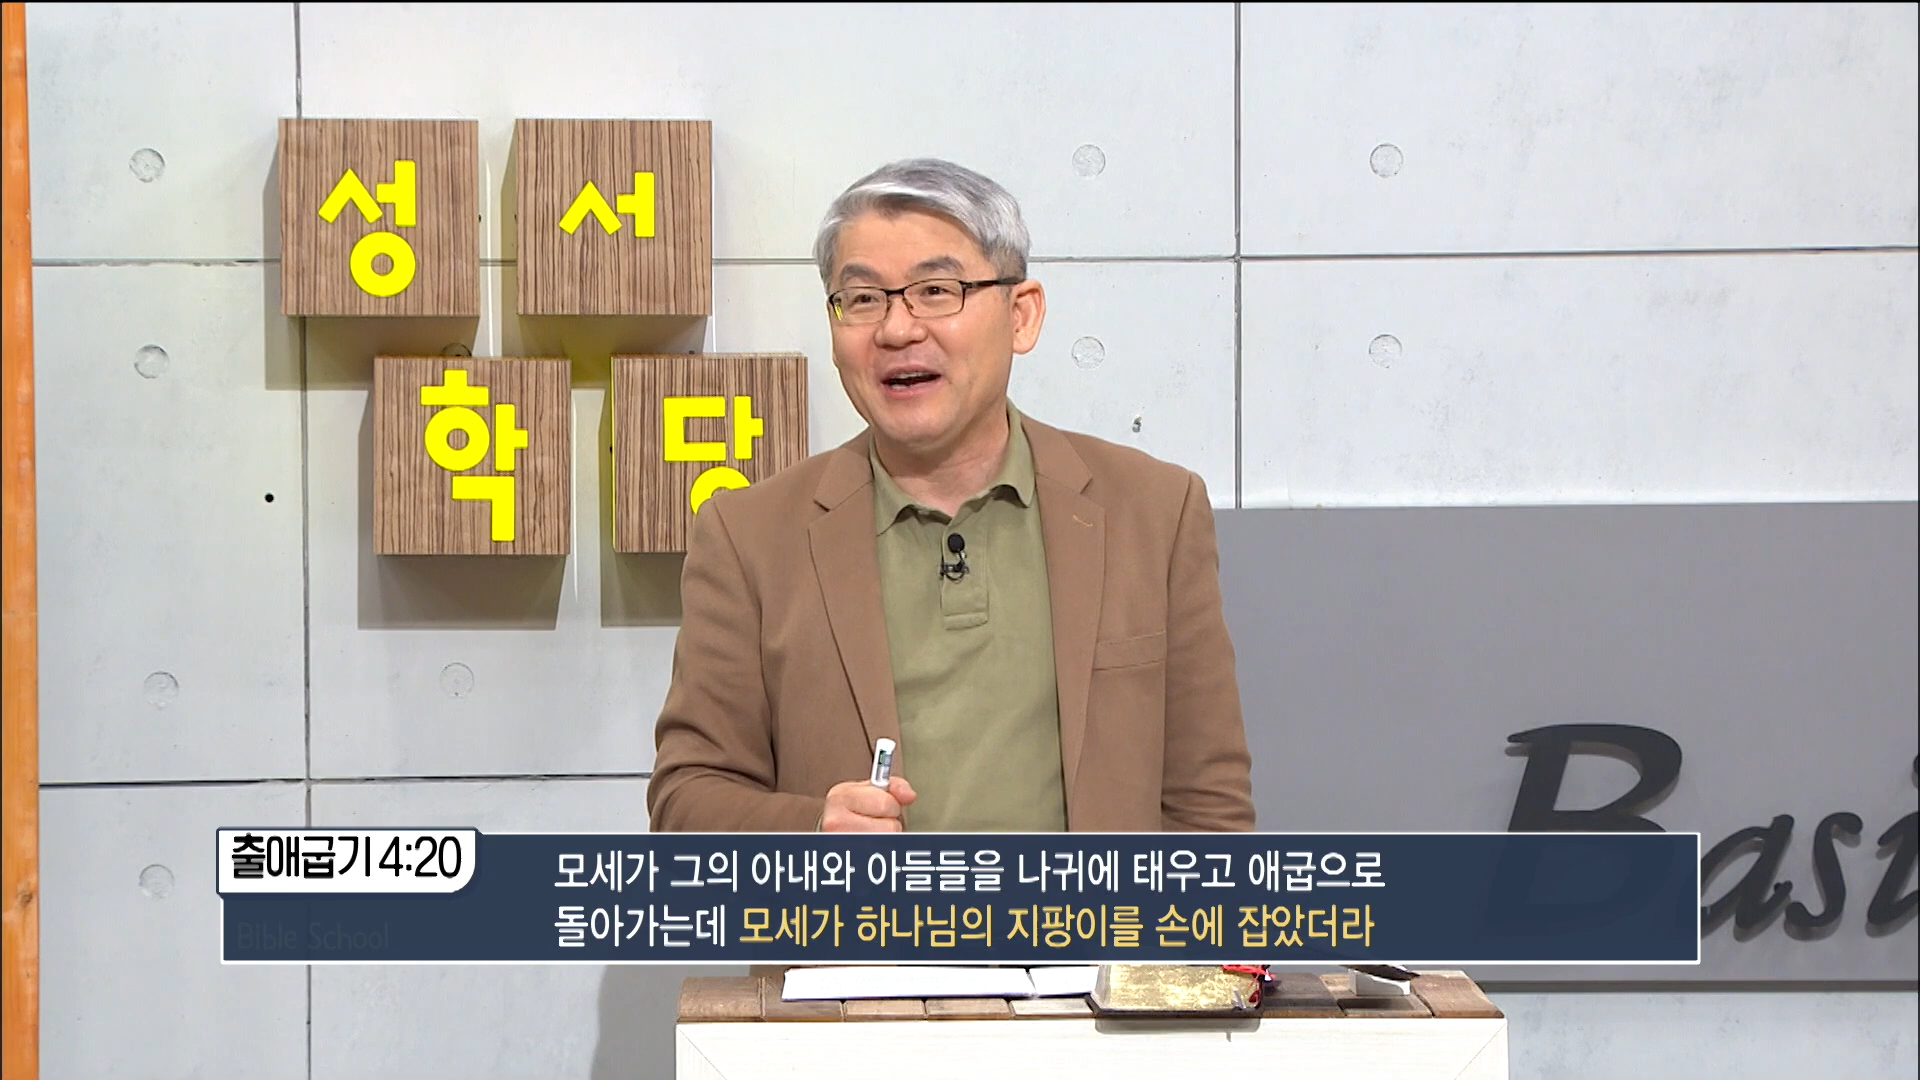 성서
학당
Basi
출애굽기 4:20
모세가 그의 아내와 아들들을 나귀에 태우고 애굽으로
돌아가는데 모세가 하나님의 지팡이를 손에 잡았더라
Bible School